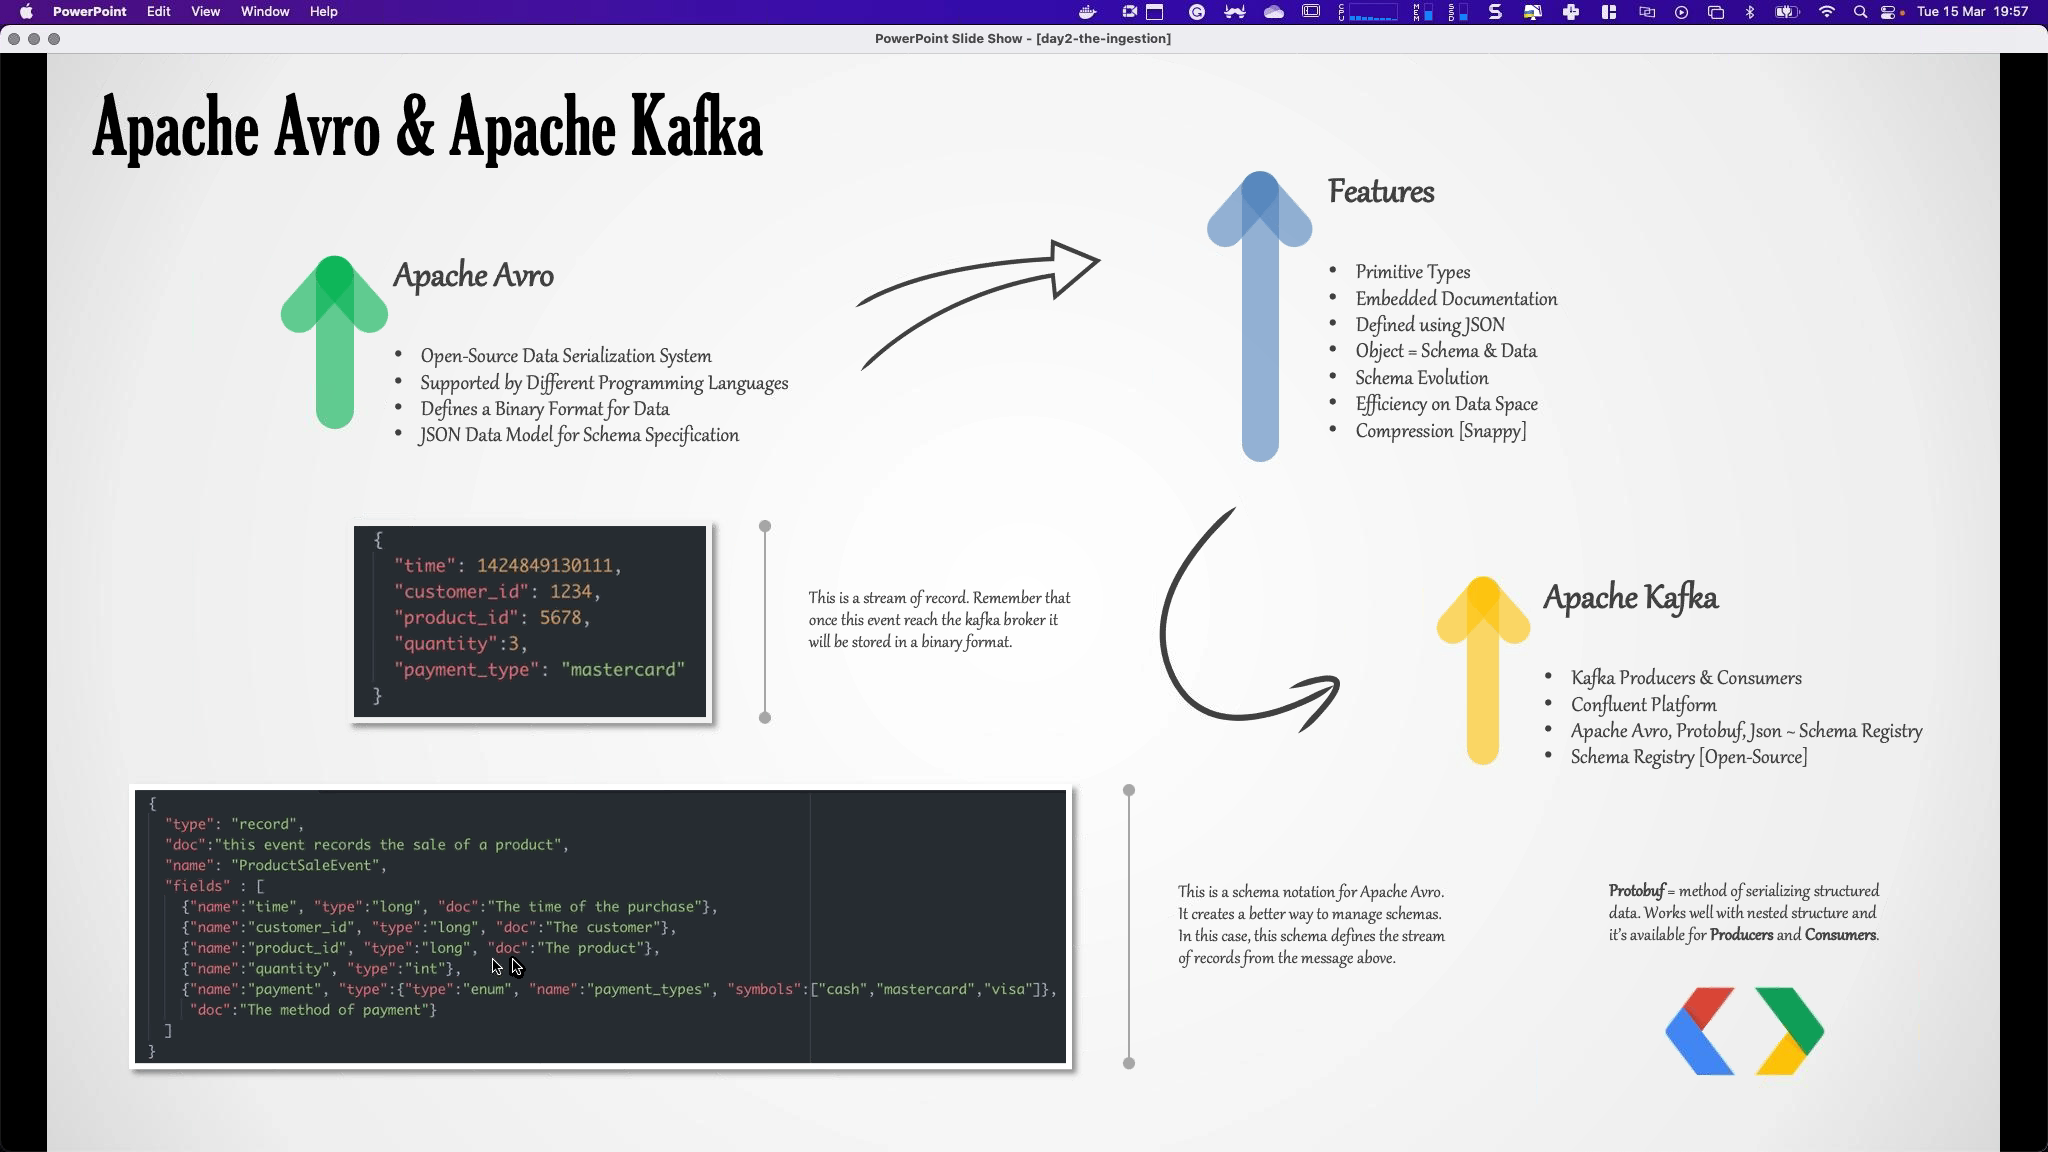 PowerPoint Edit View Window Help
Tue 15 Mar 19:57
PowerPoint Slide Show - [day2-the-ingestion]
Apache Avro & Apache Kafka
Apache Avro
• Open-Source Data Serialization System
• Supported by Different Programming Languages
• Defines a Binary Format for Data
• JSON Data Model for Schema Specification
Features
• Primitive Types
• Embedded Documentation
• Defined using JSON
• Object = Schema & Data
• Schema Evolution
• Efficiency on Data Space
• Compression [Snappy]
{
"time": 1424849130111,
"customer_id": 1234,
"product_id": 5678,
"quantity":3,
"payment_type": "mastercard"
}
This is a stream of record. Remember that
once this event reach the kafka broker it
will be stored in a binary format.
Apache Kafka
• Kafka Producers & Consumers
• Confluent Platform
• Apache Avro, Protobuf, Json ~ Schema Registry
• Schema Registry [Open-Source]
{
"type": "record",
"doc":"this event records the sale of a product",
"name": "ProductSaleEvent",
"fields" : [
{"name":"time", "type":"long", "doc":"The time of the purchase"},
{"name":"customer_id", "type":"long", "doc":"The customer"},
{"name":"product_id", "type":"long", "doc":"The product"},
{"name":"quantity", "type":"int"},
{"name":"payment", "type":{"type":"enum", "name":"payment_types", "symbols":["cash","mastercard","visa"]},
"doc":"The method of payment"}
]
}
This is a schema notation for Apache Avro.
It creates a better way to manage schemas.
In this case, this schema defines the stream
of records from the message above.
Protobuf = method of serializing structured
data. Works well with nested structure and
it's available for Producers and Consumers.